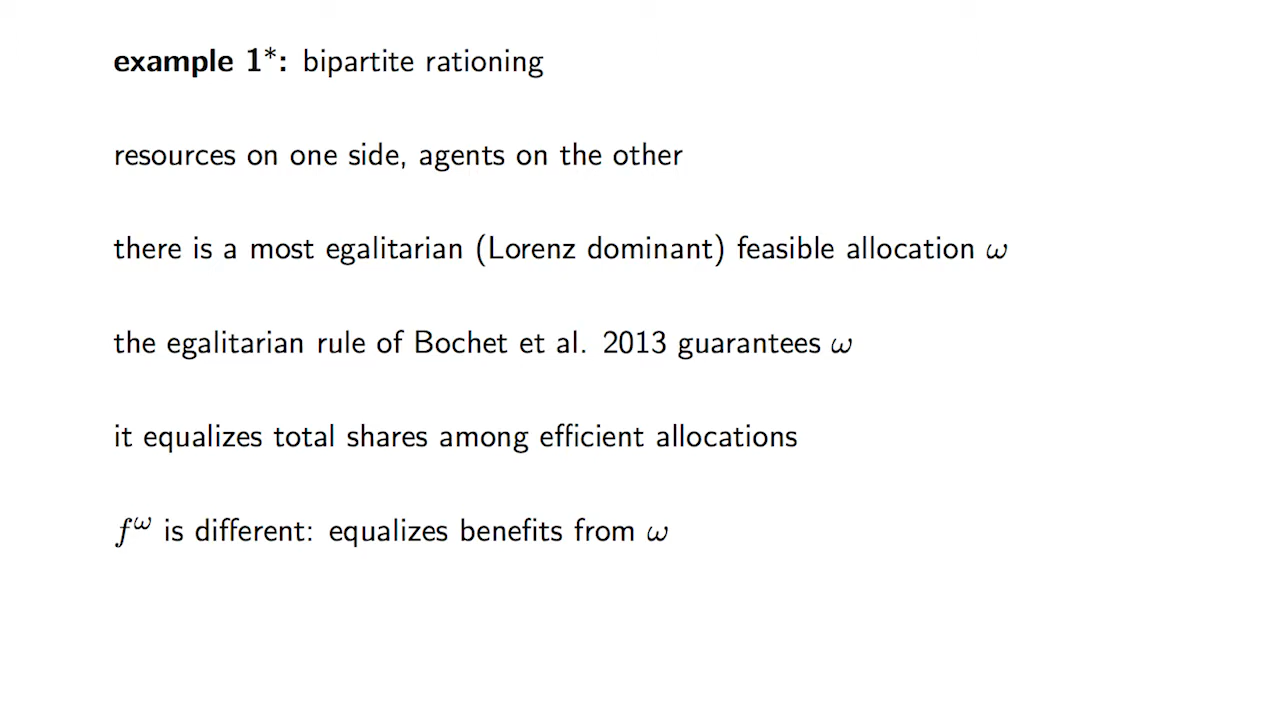 example 1*: bipartite rationing
resources on one side, agents on the other
there is a most egalitarian (Lorenz dominant) feasible allocation ω
the egalitarian rule of Bochet et al. 2013 guarantees ω
it equalizes total shares among efficient allocations
f^ω is different: equalizes benefits from ω